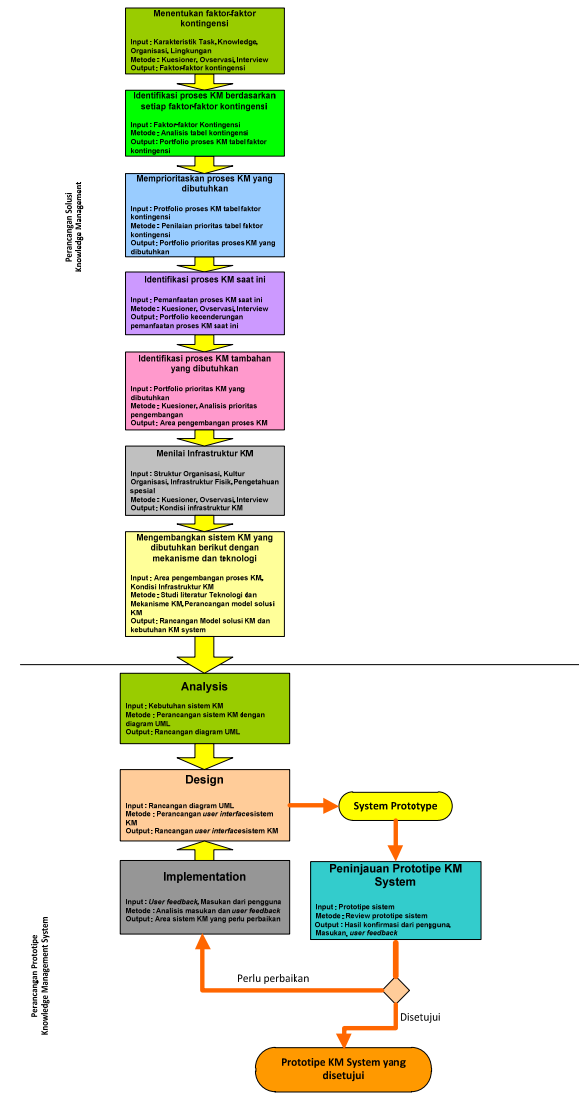 Menentukan faktor-faktor
kontingensi
Input : Karakteristik Task, Knowledge,
Organisasi, Lingkungan
Metode : Kuesioner, Ovservasi, Interview
Output : Faktor-faktor kontingensi
Identifikasi proses KM berdasarkan
setiap faktor-faktor kontingensi
Input : Faktor-faktor Kontingensi
Metode : Analisis tabel kontingensi
Output : Portfolio proses KM tabel faktor
kontingensi
Memprioritaskan proses KM yang
dibutuhkan
Input : Protfolio proses KM tabel faktor
kontingensi
Metode : Penilaian prioritas tabel faktor
kontingensi
Output : Portfolio prioritas proses KM yang
dibutuhkan
Perancangan Solusi
Knowledge Management
Identifikasi proses KM saat ini
Input : Pemanfaatan proses KM saat ini
Metode : Kuesioner, Ovservasi, Interview
Output : Portfolio kecenderungan
pemanfaatan proses KM saat ini
Identifikasi proses KM tambahan
yang dibutuhkan
Input : Portfolio prioritas KM yang
dibutuhkan
Metode : Kuesioner, Analisis prioritas
pengembangan
Output : Area pengembangan proses KM
Menilai Infrastruktur KM
Input : Struktur Organisasi, Kultur
Organisasi, Infrastruktur Fisik, Pengetahuan
spesial
Metode : Kuesioner, Ovservasi, Interview
Output : Kondisi infrastruktur KM
Mengembangkan sistem KM yang
dibutuhkan berikut dengan
mekanisme dan teknologi
Input : Area pengembangan proses KM,
Kondisi Infrastruktur KM
Metode : Studi literatur Teknologi dan
Mekanisme KM, Perancangan model solusi
KM
Output : Rancangan Model solusi KM dan
kebutuhan KM system
Analysis
Input : Kebutuhan sistem KM
Metode : Perancangan sistem KM dengan
diagram UML
Output : Rancangan diagram UML
Design
Input : Rancangan diagram UML
Metode : Perancangan user interface sistem
KM
Output : Rancangan user interface sistem KM
System Prototype
Implementation
Input : User feedback, Masukan dari pengguna
Metode : Analisis masukan dan user feedback
Output : Area sistem KM yang perlu perbaikan
Peninjauan Prototipe KM
System
Input : Prototipe sistem
Metode : Review prototipe sistem
Output : Hasil konfirmasi dari pengguna,
Masukan, user feedback
Perancangan Prototipe
Knowledge Management System
Perlu perbaikan
Disetujui
Prototipe KM System yang
disetujui